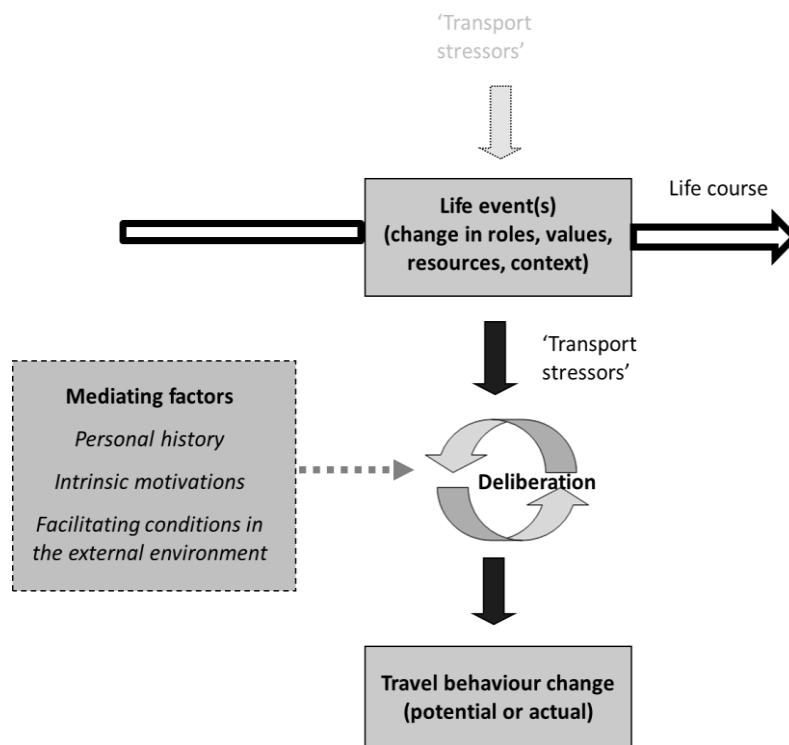 ‘Transport
stressors’
Life course
Life event(s)
(change in roles, values,
resources, context)
‘Transport
stressors’
Mediating factors
Personal history
Intrinsic motivations
Facilitating conditions in
the external environment
Deliberation
Travel behaviour change
(potential or actual)